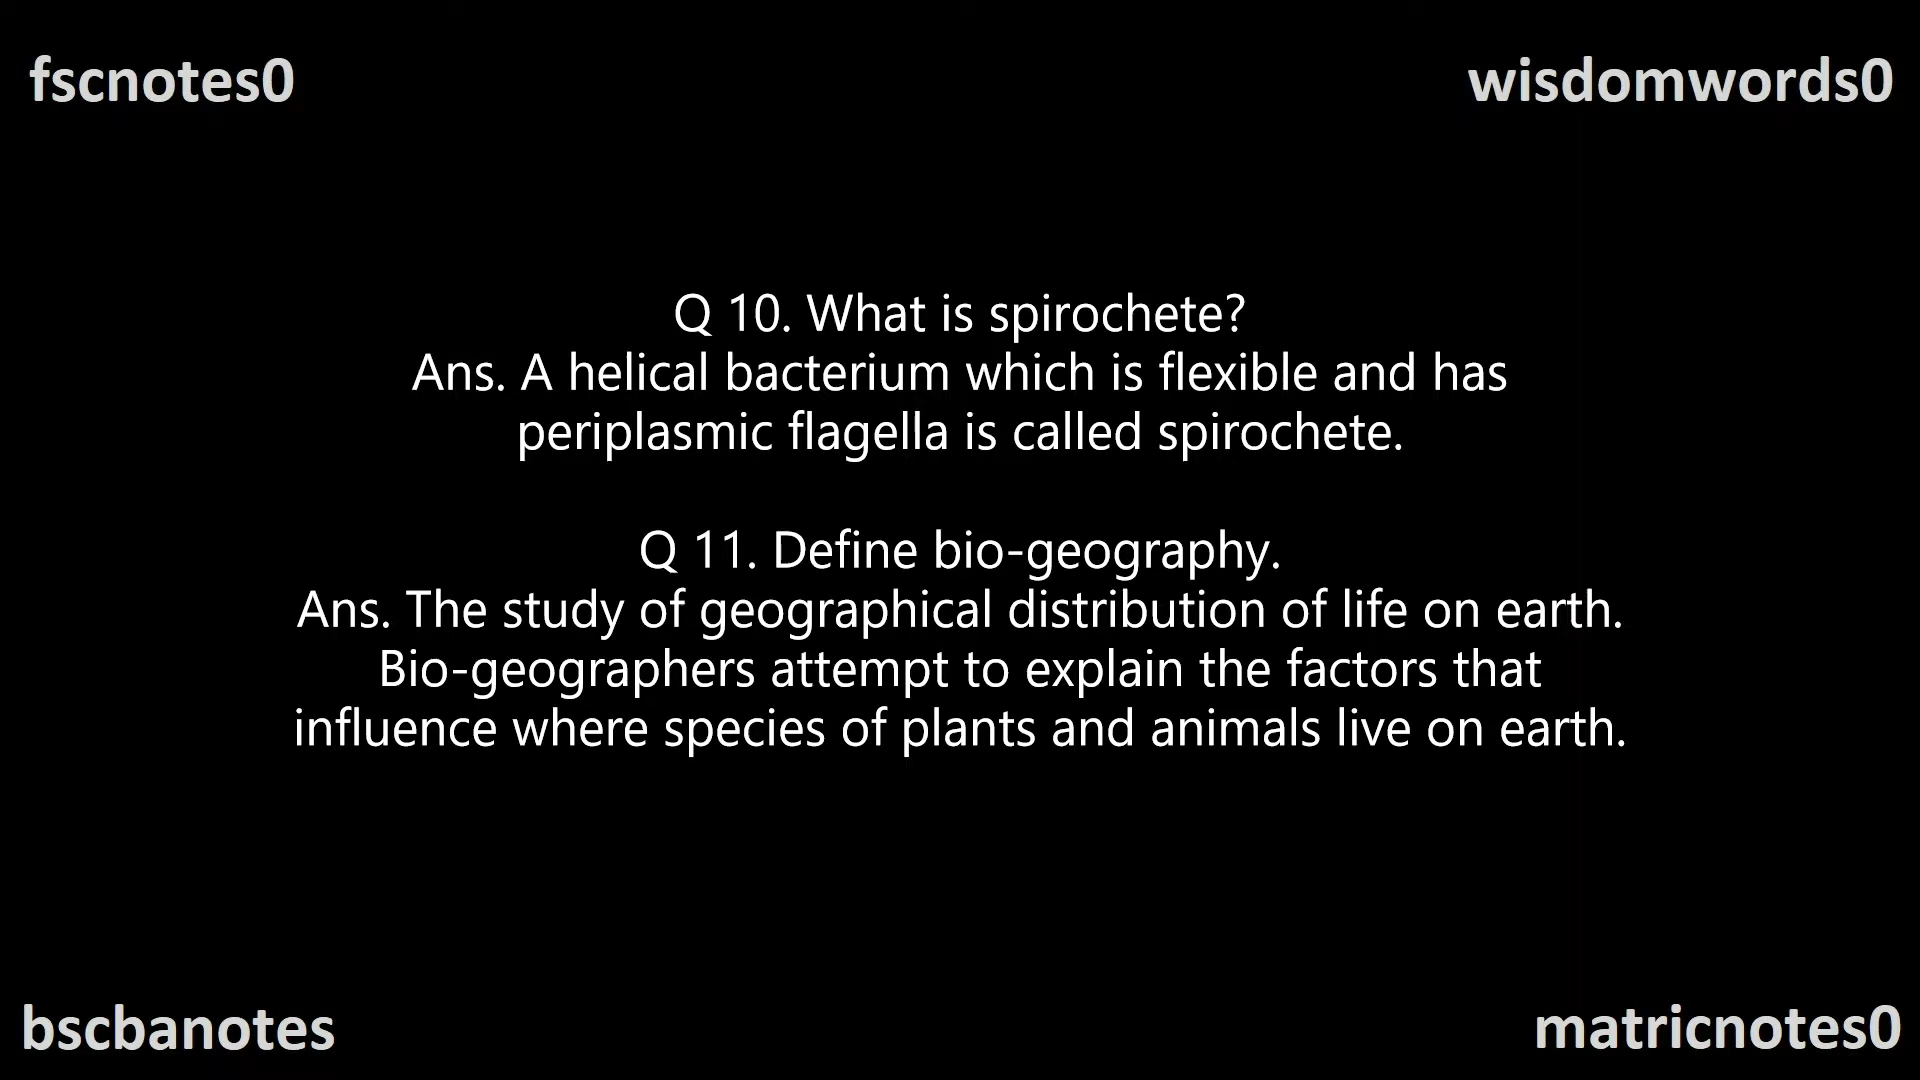 fscnotes0
wisdomwords0
Q 10. What is spirochete?
Ans. A helical bacterium which is flexible and has
periplasmic flagella is called spirochete.
Q 11. Define bio-geography.
Ans. The study of geographical distribution of life on earth.
Bio-geographers attempt to explain the factors that
influence where species of plants and animals live on earth.
bscbanotes
matricnotes0